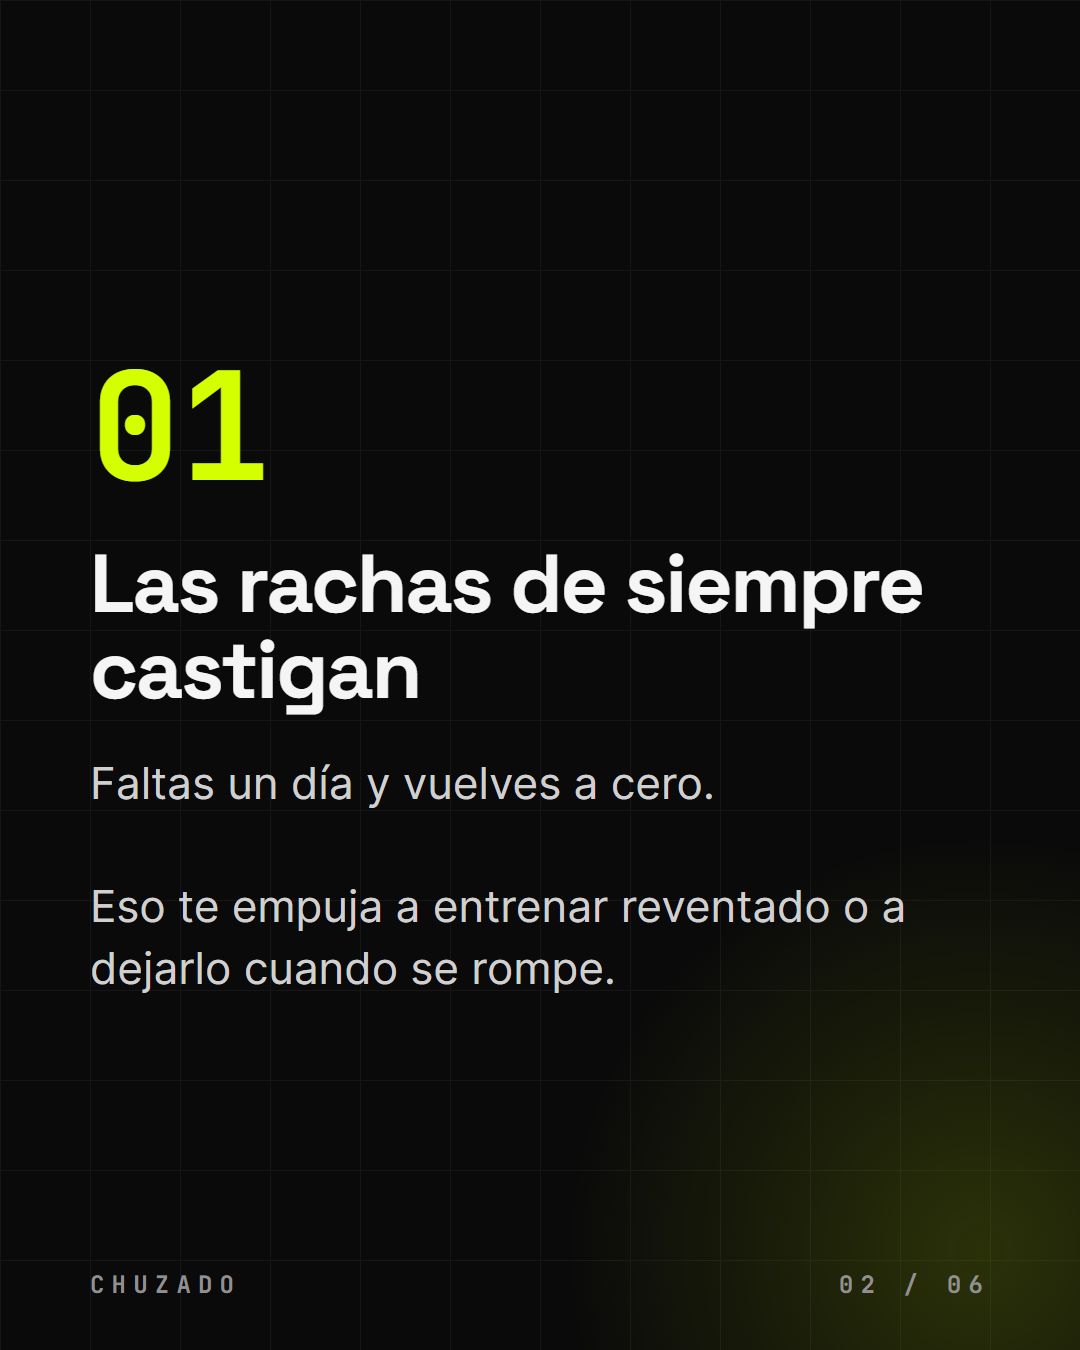 01
Las rachas de siempre
castigan
Faltas un día y vuelves a cero.
Eso te empuja a entrenar reventado o a
dejarlo cuando se rompe.
CHUZADO
02 / 06